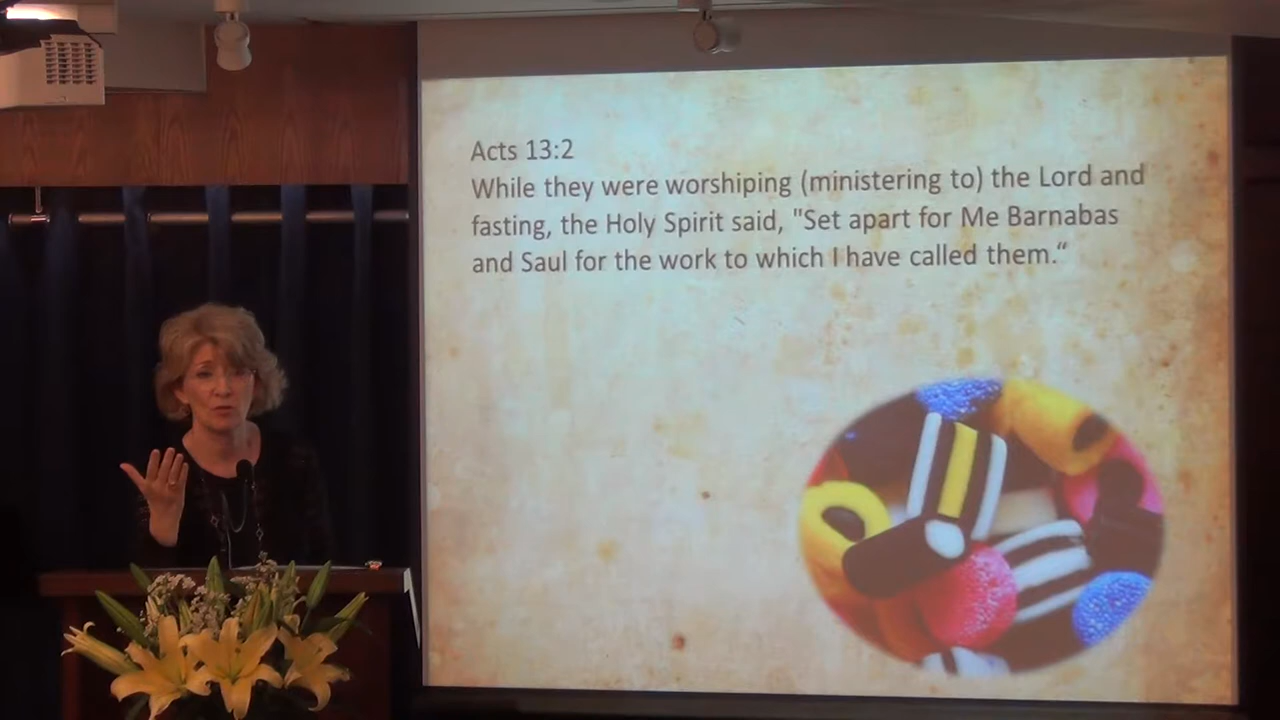 Acts 13:2
While they were worshiping (ministering to) the Lord and
fasting, the Holy Spirit said, "Set apart for Me Barnabas
and Saul for the work to which I have called them.“